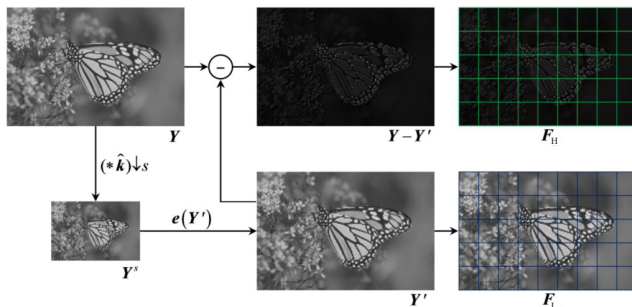 −
Y
Y − Y'
F_H
(* k̂)↓s
e(Y')
Y^s
Y'
F_L